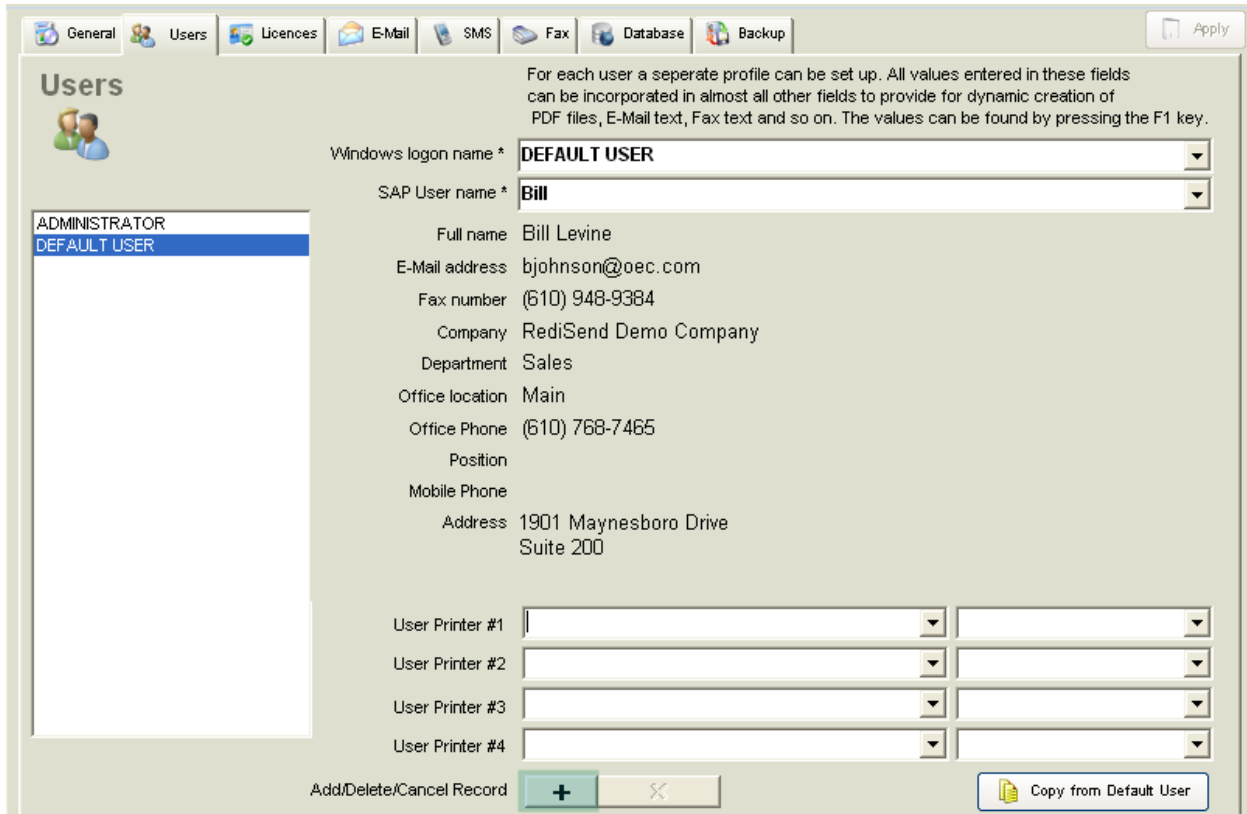 General Users Licences E-Mail SMS Fax Database Backup Apply
Users
For each user a seperate profile can be set up. All values entered in these fields
can be incorporated in almost all other fields to provide for dynamic creation of
PDF files, E-Mail text, Fax text and so on. The values can be found by pressing the F1 key.
Windows logon name * DEFAULT USER
SAP User name * Bill
ADMINISTRATOR
DEFAULT USER
Full name Bill Levine
E-Mail address bjohnson@oec.com
Fax number (610) 948-9384
Company RediSend Demo Company
Department Sales
Office location Main
Office Phone (610) 768-7465
Position
Mobile Phone
Address 1901 Maynesboro Drive
Suite 200
User Printer #1
User Printer #2
User Printer #3
User Printer #4
Add/Delete/Cancel Record + Copy from Default User